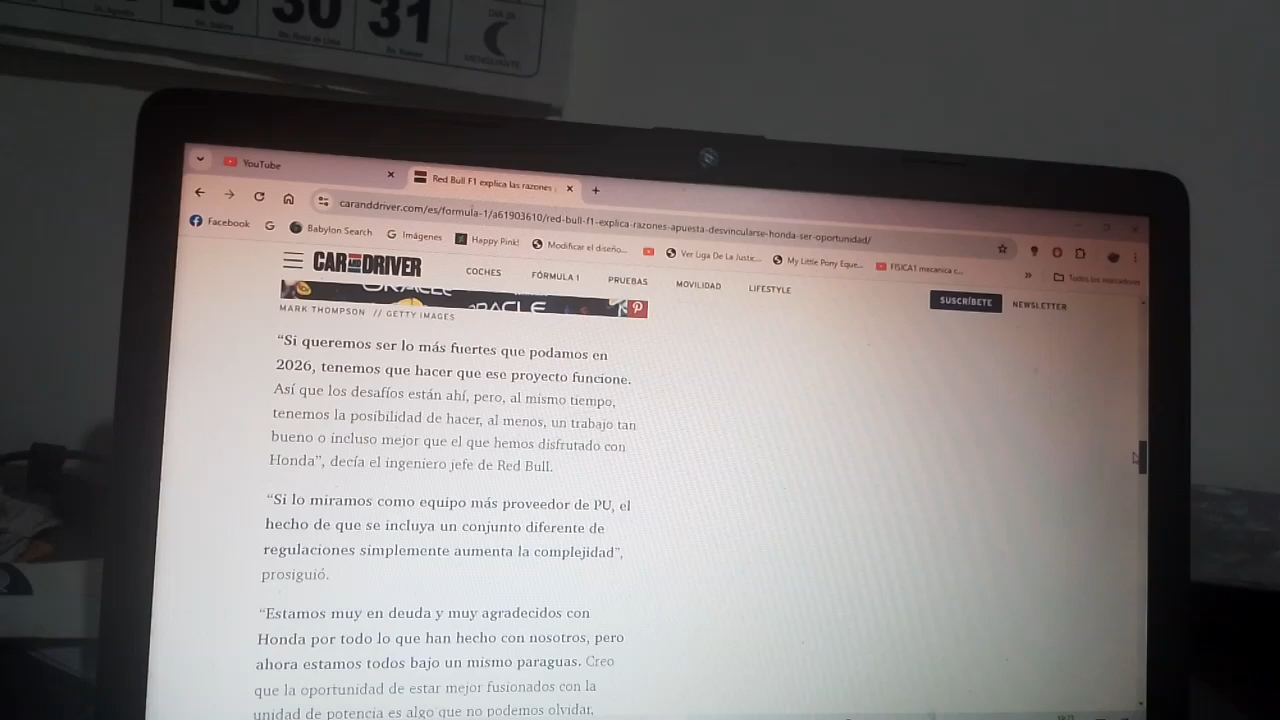 30 31
MENGUANTE
YouTube
Red Bull F1 explica las razones
caranddriver.com/es/formula-1/a61903610/red-bull-f1-explica-razones-apuesta-desvincularse-honda-ser-oportunidad/
Facebook
Babylon Search
Imágenes
Happy Pink!
Modificar el diseño...
Ver Liga De La Justic...
My Little Pony Eque...
FISICA1 mecanica c...
»
Todos los marcadores
CAR AND DRIVER
COCHES
FÓRMULA 1
PRUEBAS
MOVILIDAD
LIFESTYLE
SUSCRÍBETE
NEWSLETTER
ORACLE
ORACLE
MARK THOMPSON // GETTY IMAGES
“Si queremos ser lo más fuertes que podamos en
2026, tenemos que hacer que ese proyecto funcione.
Así que los desafíos están ahí, pero, al mismo tiempo,
tenemos la posibilidad de hacer, al menos, un trabajo tan
bueno o incluso mejor que el que hemos disfrutado con
Honda”, decía el ingeniero jefe de Red Bull.
“Si lo miramos como equipo más proveedor de PU, el
hecho de que se incluya un conjunto diferente de
regulaciones simplemente aumenta la complejidad”,
prosiguió.
“Estamos muy en deuda y muy agradecidos con
Honda por todo lo que han hecho con nosotros, pero
ahora estamos todos bajo un mismo paraguas. Creo
que la oportunidad de estar mejor fusionados con la
unidad de potencia es algo que no podemos olvidar.